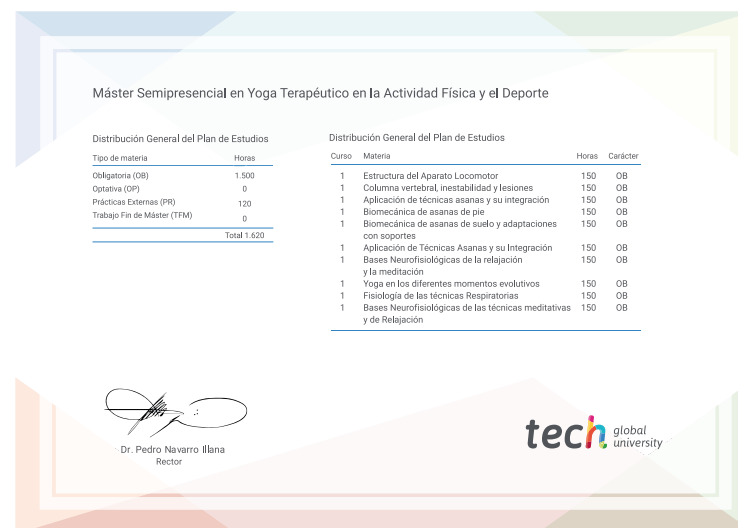 Máster Semipresencial en Yoga Terapéutico en la Actividad Física y el Deporte
Distribución General del Plan de Estudios
Tipo de materia Horas
Obligatoria (OB) 1.500
Optativa (OP) 0
Prácticas Externas (PR) 120
Trabajo Fin de Máster (TFM) 0
Total 1.620
Distribución General del Plan de Estudios
Curso Materia Horas Carácter
1 Estructura del Aparato Locomotor 150 OB
1 Columna vertebral, inestabilidad y lesiones 150 OB
1 Aplicación de técnicas asanas y su integración 150 OB
1 Biomecánica de asanas de pie 150 OB
1 Biomecánica de asanas de suelo y adaptaciones 150 OB
con soportes
1 Aplicación de Técnicas Asanas y su Integración 150 OB
1 Bases Neurofisiológicas de la relajación 150 OB
y la meditación
1 Yoga en los diferentes momentos evolutivos 150 OB
1 Fisiología de las técnicas Respiratorias 150 OB
1 Bases Neurofisiológicas de las técnicas meditativas 150 OB
y de Relajación
Dr. Pedro Navarro Illana
Rector
tech global
university